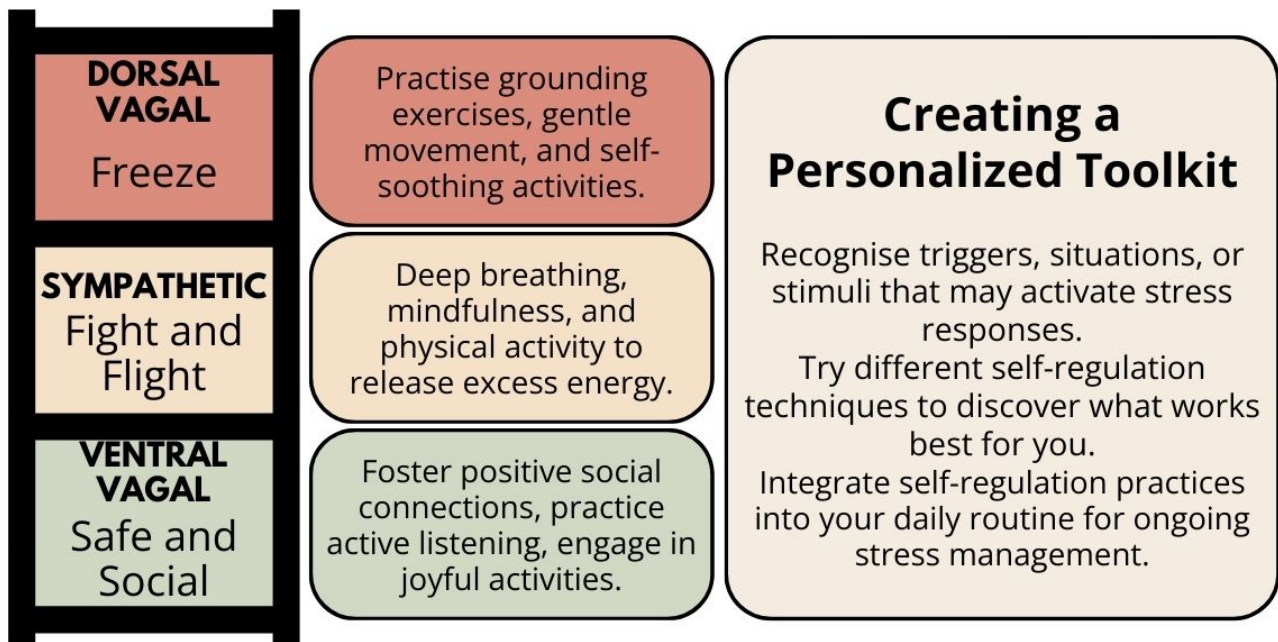 DORSAL
VAGAL
Freeze
Practise grounding
exercises, gentle
movement, and self-
soothing activities.
SYMPATHETIC
Fight and
Flight
Deep breathing,
mindfulness, and
physical activity to
release excess energy.
VENTRAL
VAGAL
Safe and
Social
Foster positive social
connections, practice
active listening, engage in
joyful activities.
Creating a
Personalized Toolkit
Recognise triggers, situations, or
stimuli that may activate stress
responses.
Try different self-regulation
techniques to discover what works
best for you.
Integrate self-regulation practices
into your daily routine for ongoing
stress management.